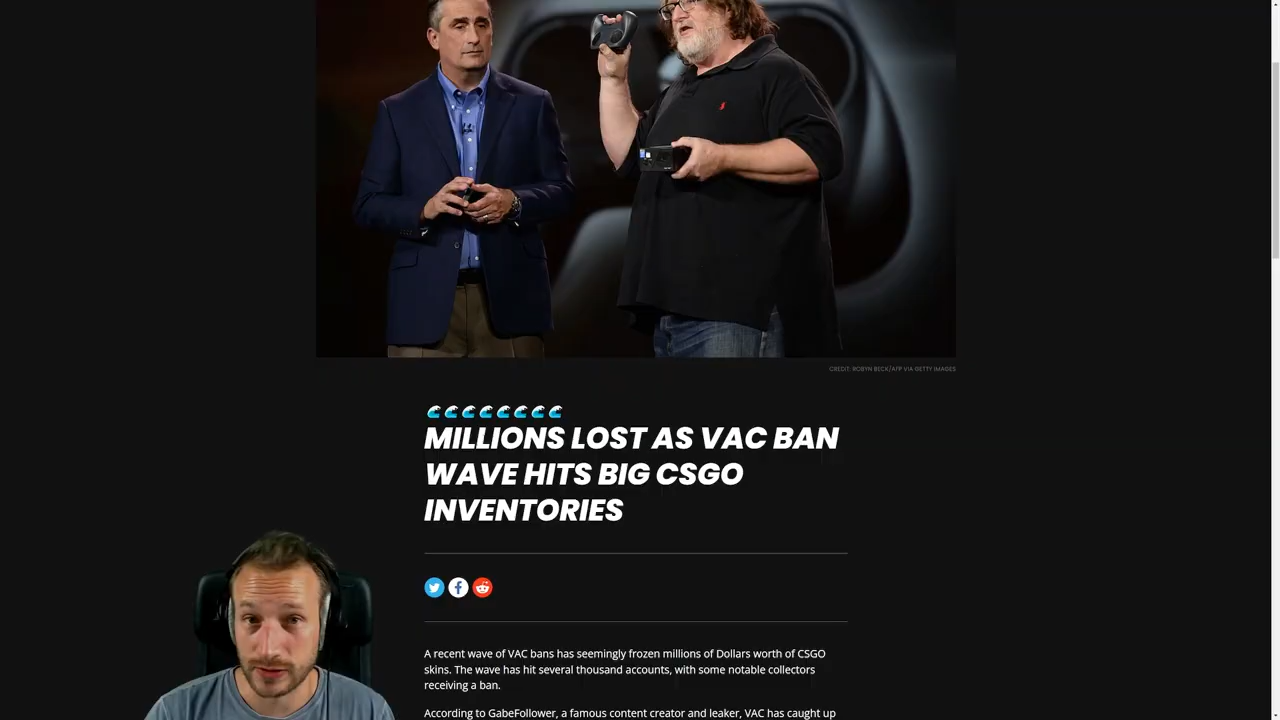 CREDIT: ROBYN BECK/AFP VIA GETTY IMAGES
MILLIONS LOST AS VAC BAN
WAVE HITS BIG CSGO
INVENTORIES
A recent wave of VAC bans has seemingly frozen millions of Dollars worth of CSGO
skins. The wave has hit several thousand accounts, with some notable collectors
receiving a ban.
According to GabeFollower, a famous content creator and leaker, VAC has caught up